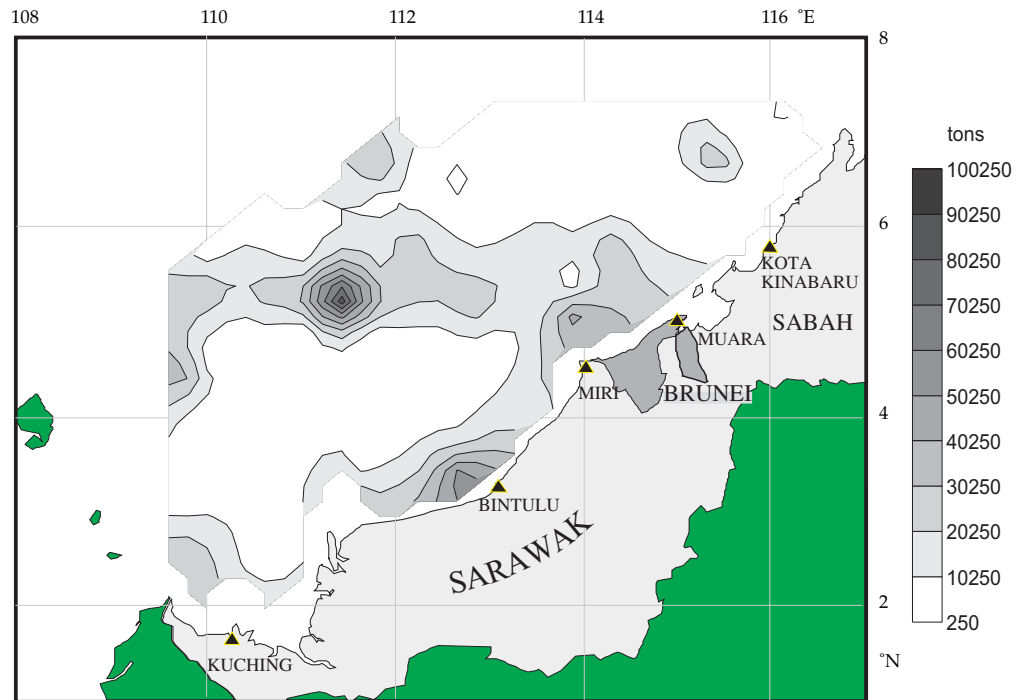 108
110
112
114
116 °E
8
6
4
2
°N
tons
100250
90250
80250
70250
60250
50250
40250
30250
20250
10250
250
KOTA
KINABARU
SABAH
MUARA
BRUNEI
MIRI
BINTULU
SARAWAK
KUCHING